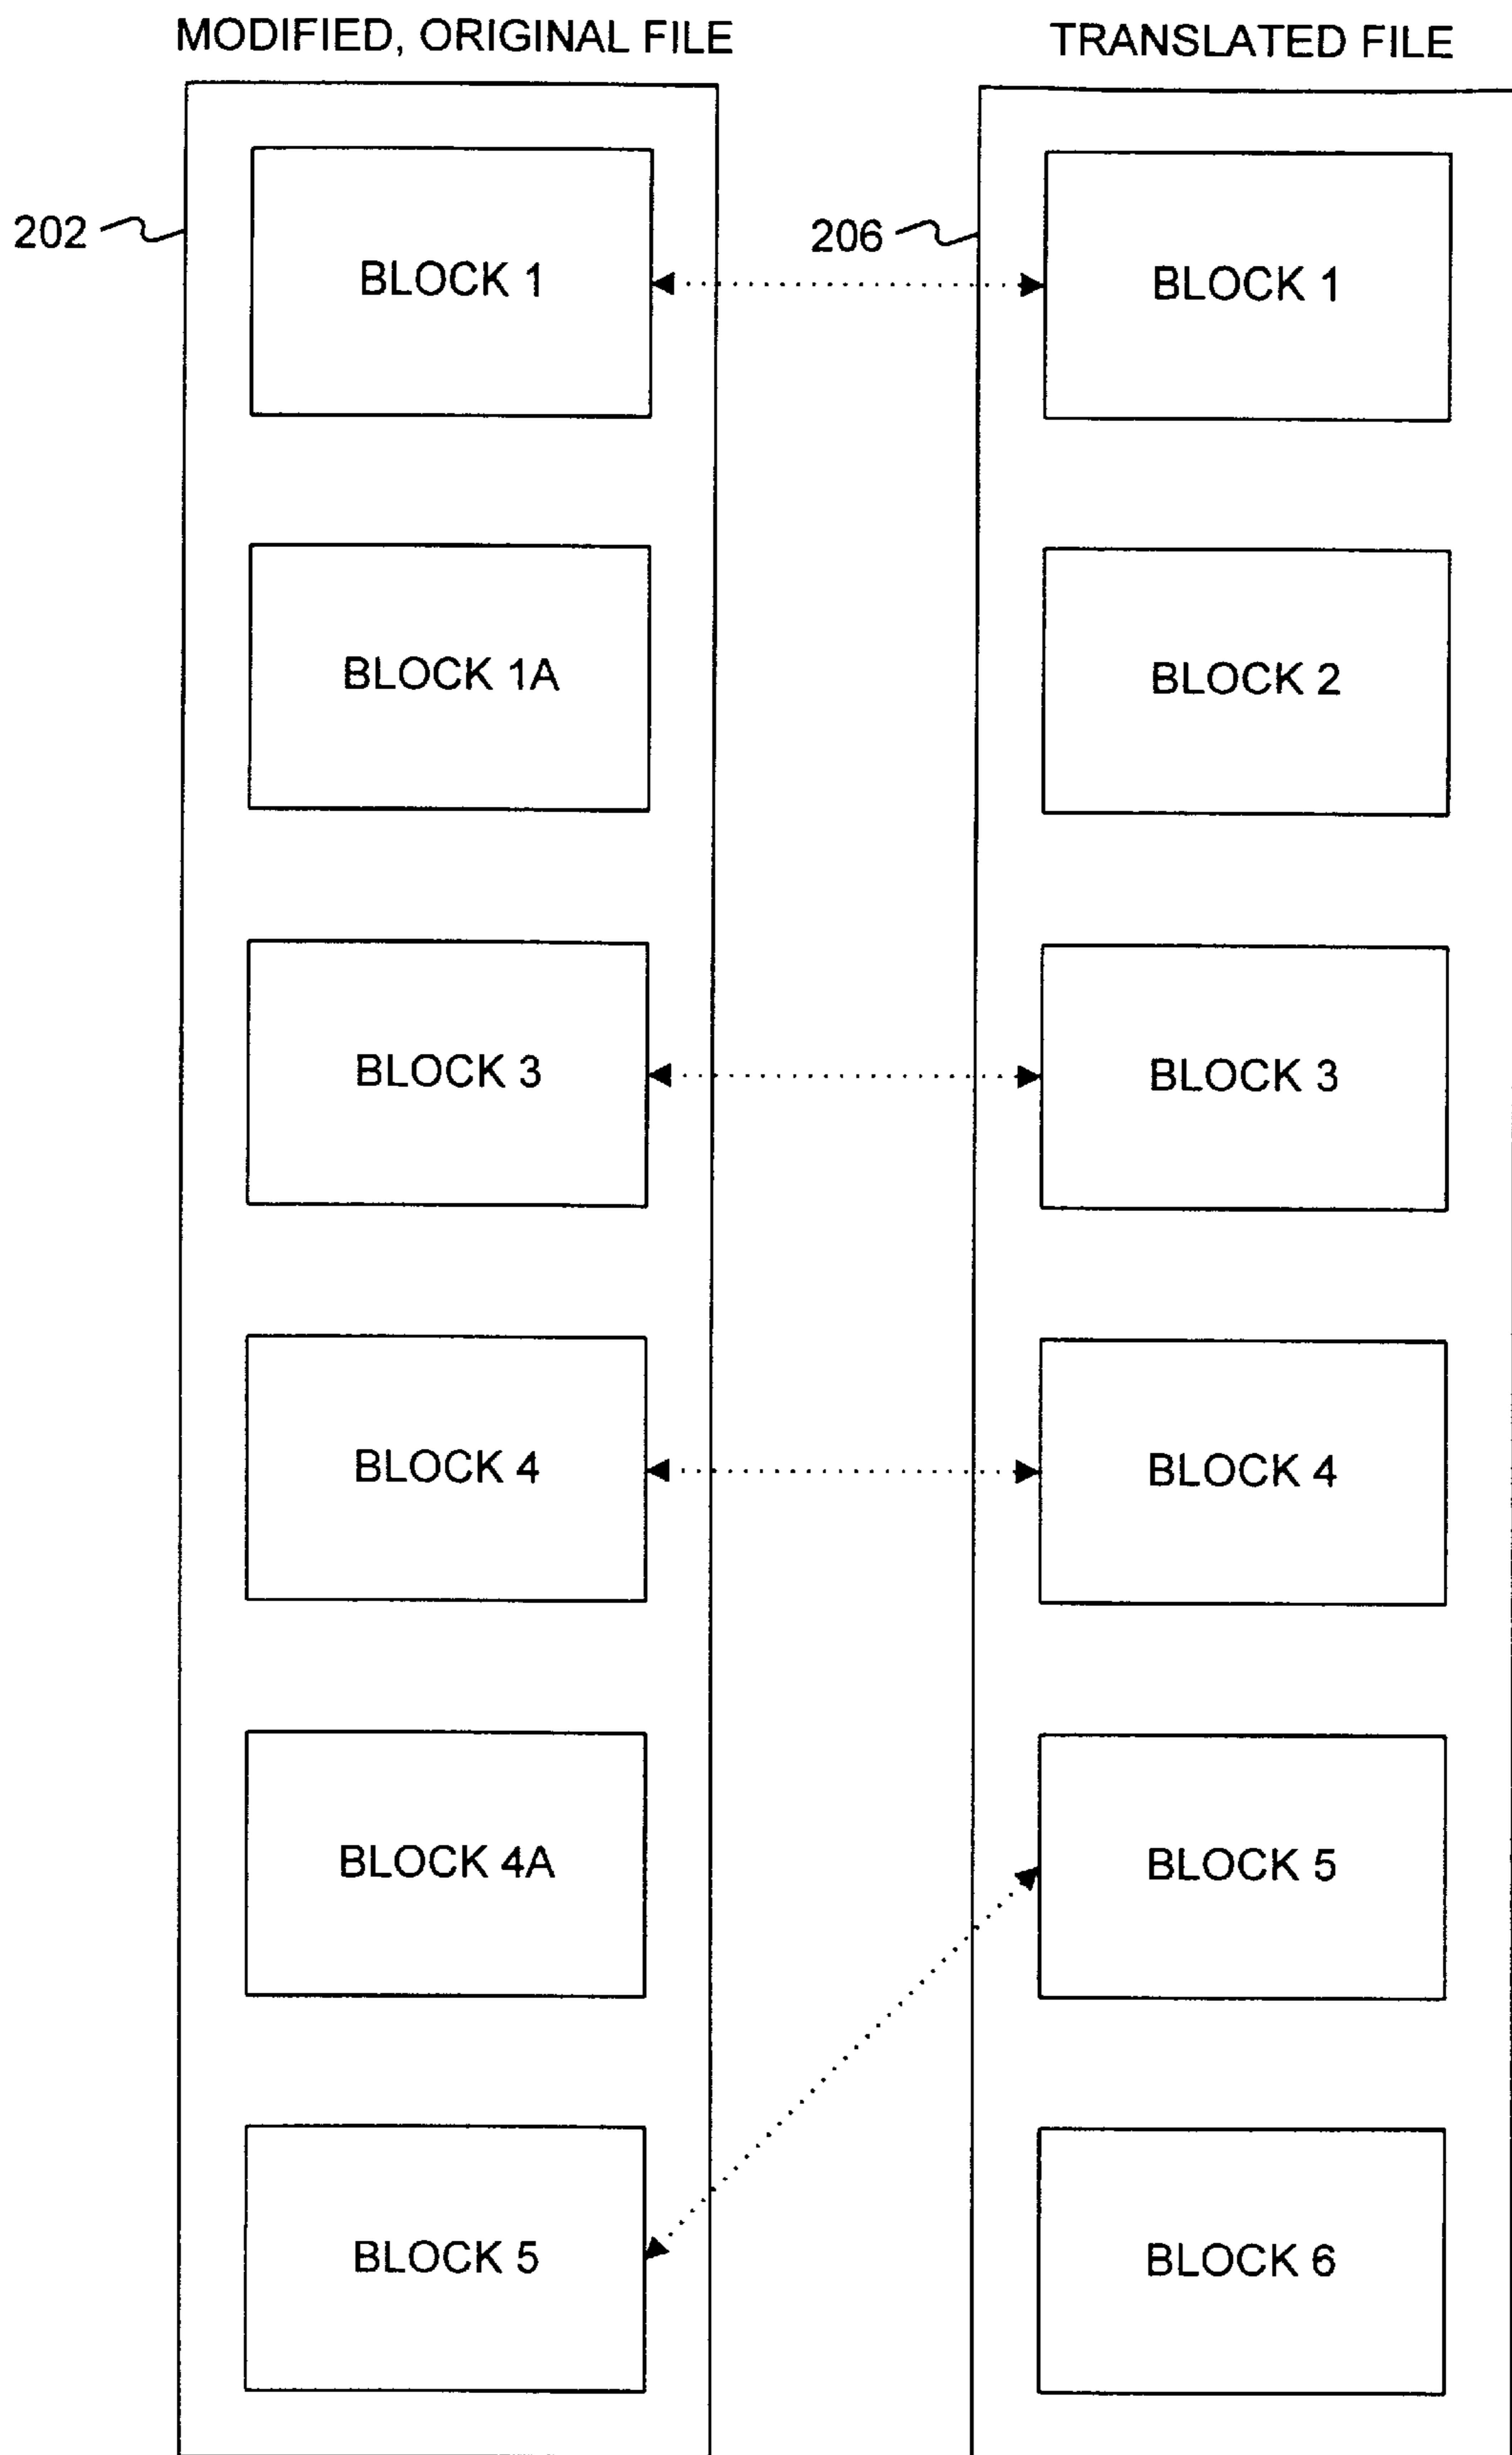 MODIFIED, ORIGINAL FILE
TRANSLATED FILE
202
206
BLOCK 1
BLOCK 1
BLOCK 1A
BLOCK 2
BLOCK 3
BLOCK 3
BLOCK 4
BLOCK 4
BLOCK 4A
BLOCK 5
BLOCK 5
BLOCK 6